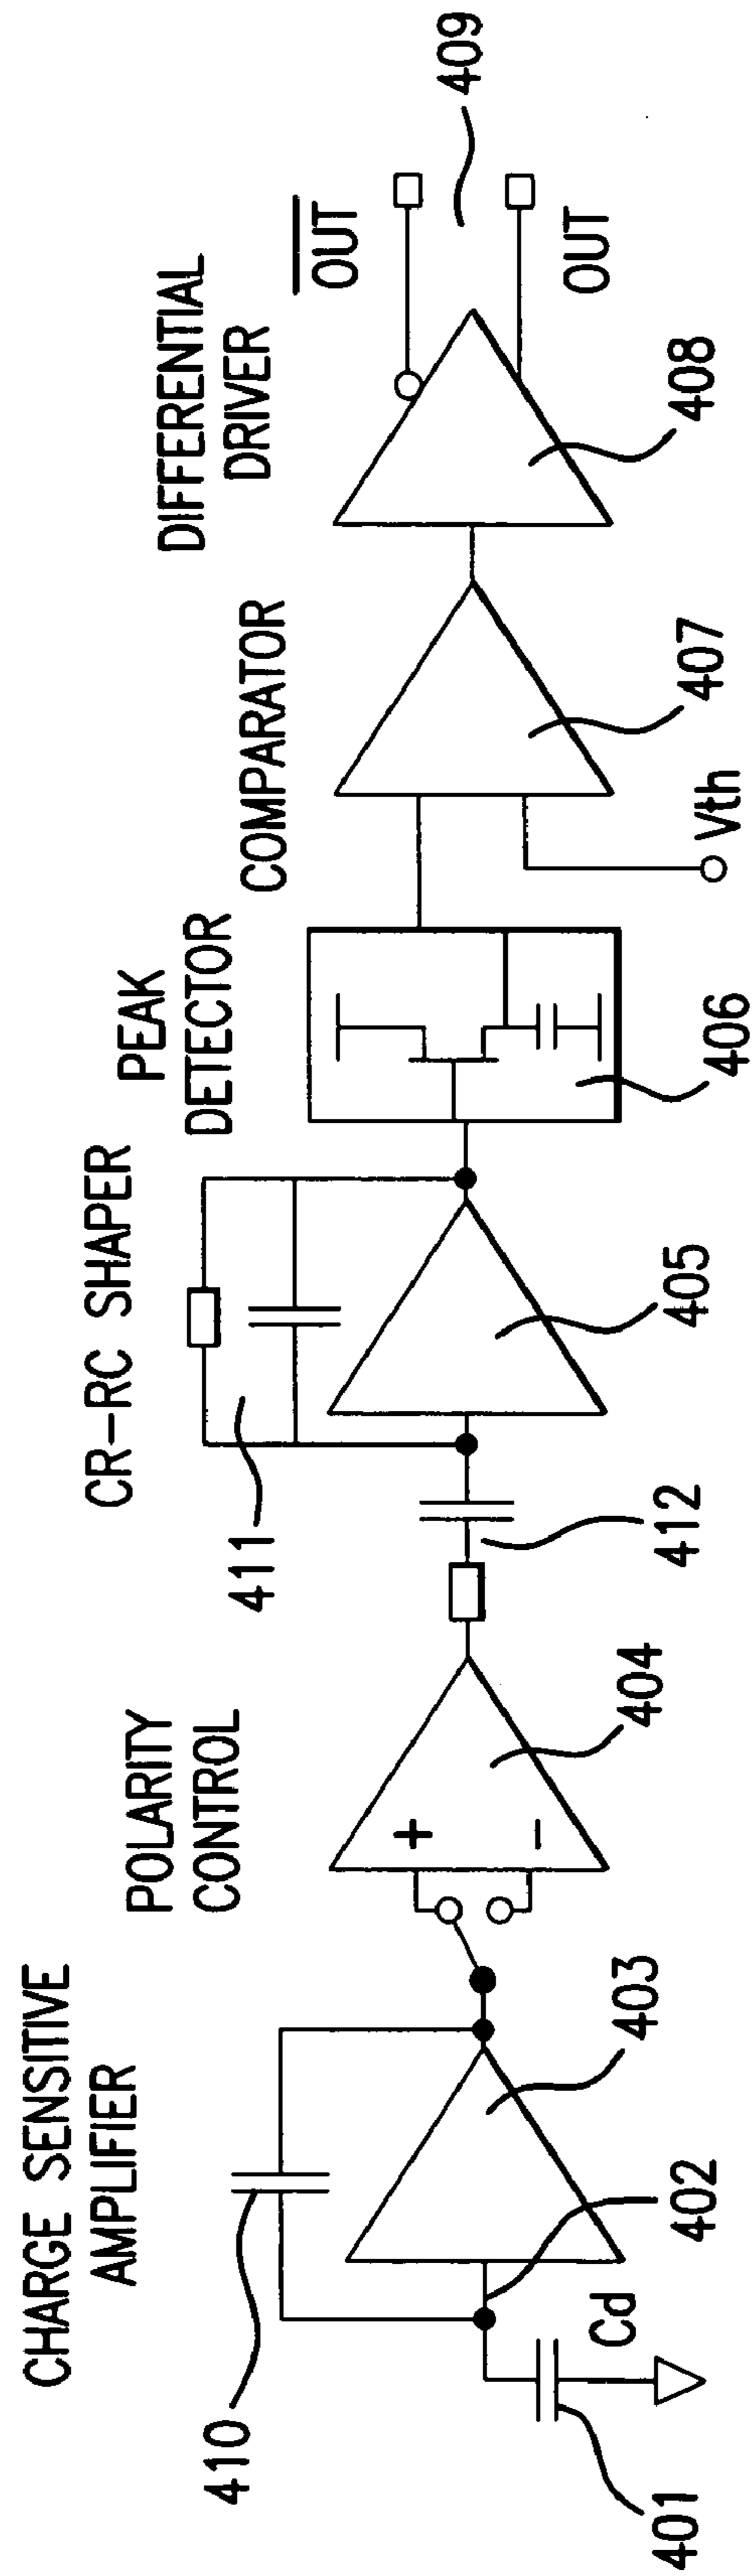 CHARGE SENSITIVE
AMPLIFIER
POLARITY
CONTROL
CR-RC SHAPER
PEAK
DETECTOR
COMPARATOR
DIFFERENTIAL
DRIVER
410
411
OUT
409
+
-
Cd
401
402
403
404
412
405
406
Vth
407
408
OUT